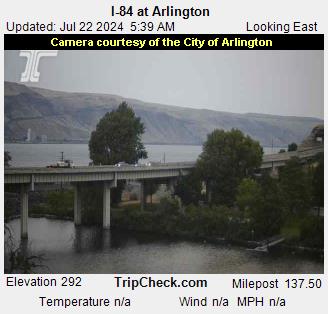 I-84 at Arlington
Updated: Jul 22 2024 5:39 AM Looking East
Camera courtesy of the City of Arlington
Elevation 292 TripCheck.com Milepost 137.50
Temperature n/a Wind n/a MPH n/a